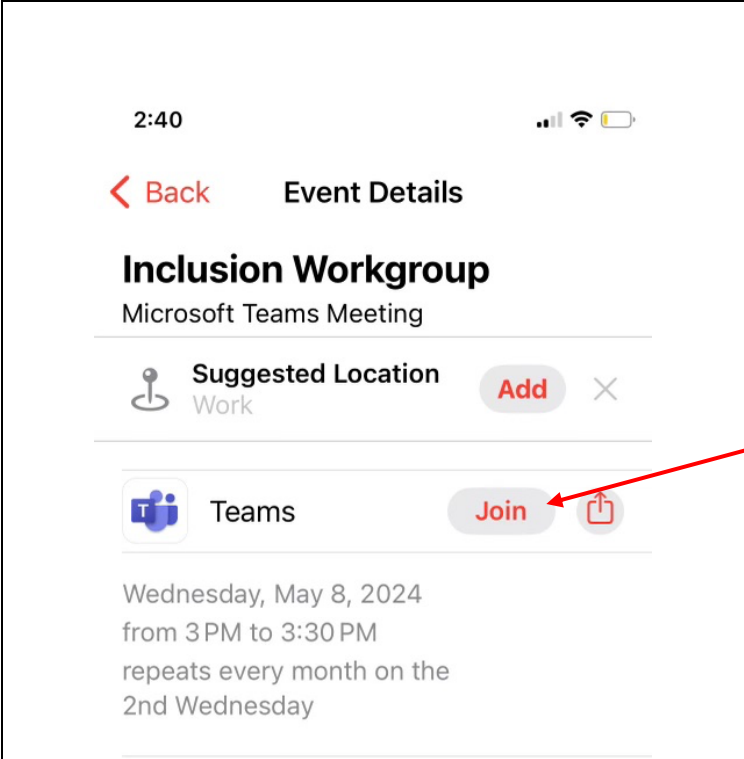 2:40
Back Event Details
Inclusion Workgroup
Microsoft Teams Meeting
Suggested Location
Work
Add
T Teams Join
Wednesday, May 8, 2024
from 3 PM to 3:30 PM
repeats every month on the
2nd Wednesday